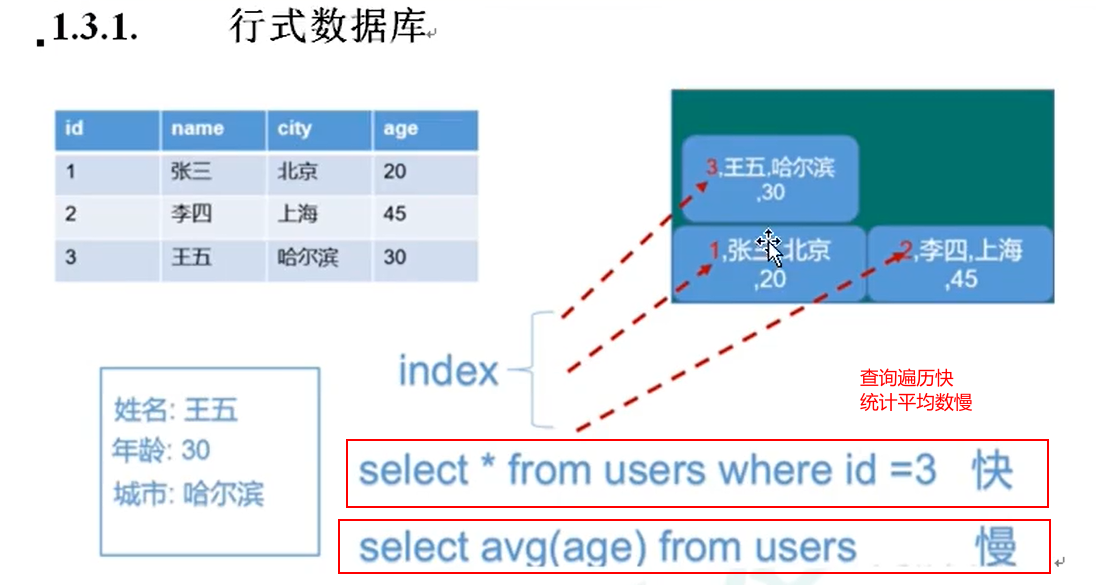 1.3.1. 行式数据库
id name city age
1 张三 北京 20
2 李四 上海 45
3 王五 哈尔滨 30
3,王五,哈尔滨
,30
1,张三,北京
,20
2,李四,上海
,45
index
查询遍历快
统计平均数慢
姓名: 王五
年龄: 30
城市: 哈尔滨
select * from users where id =3 快
select avg(age) from users 慢